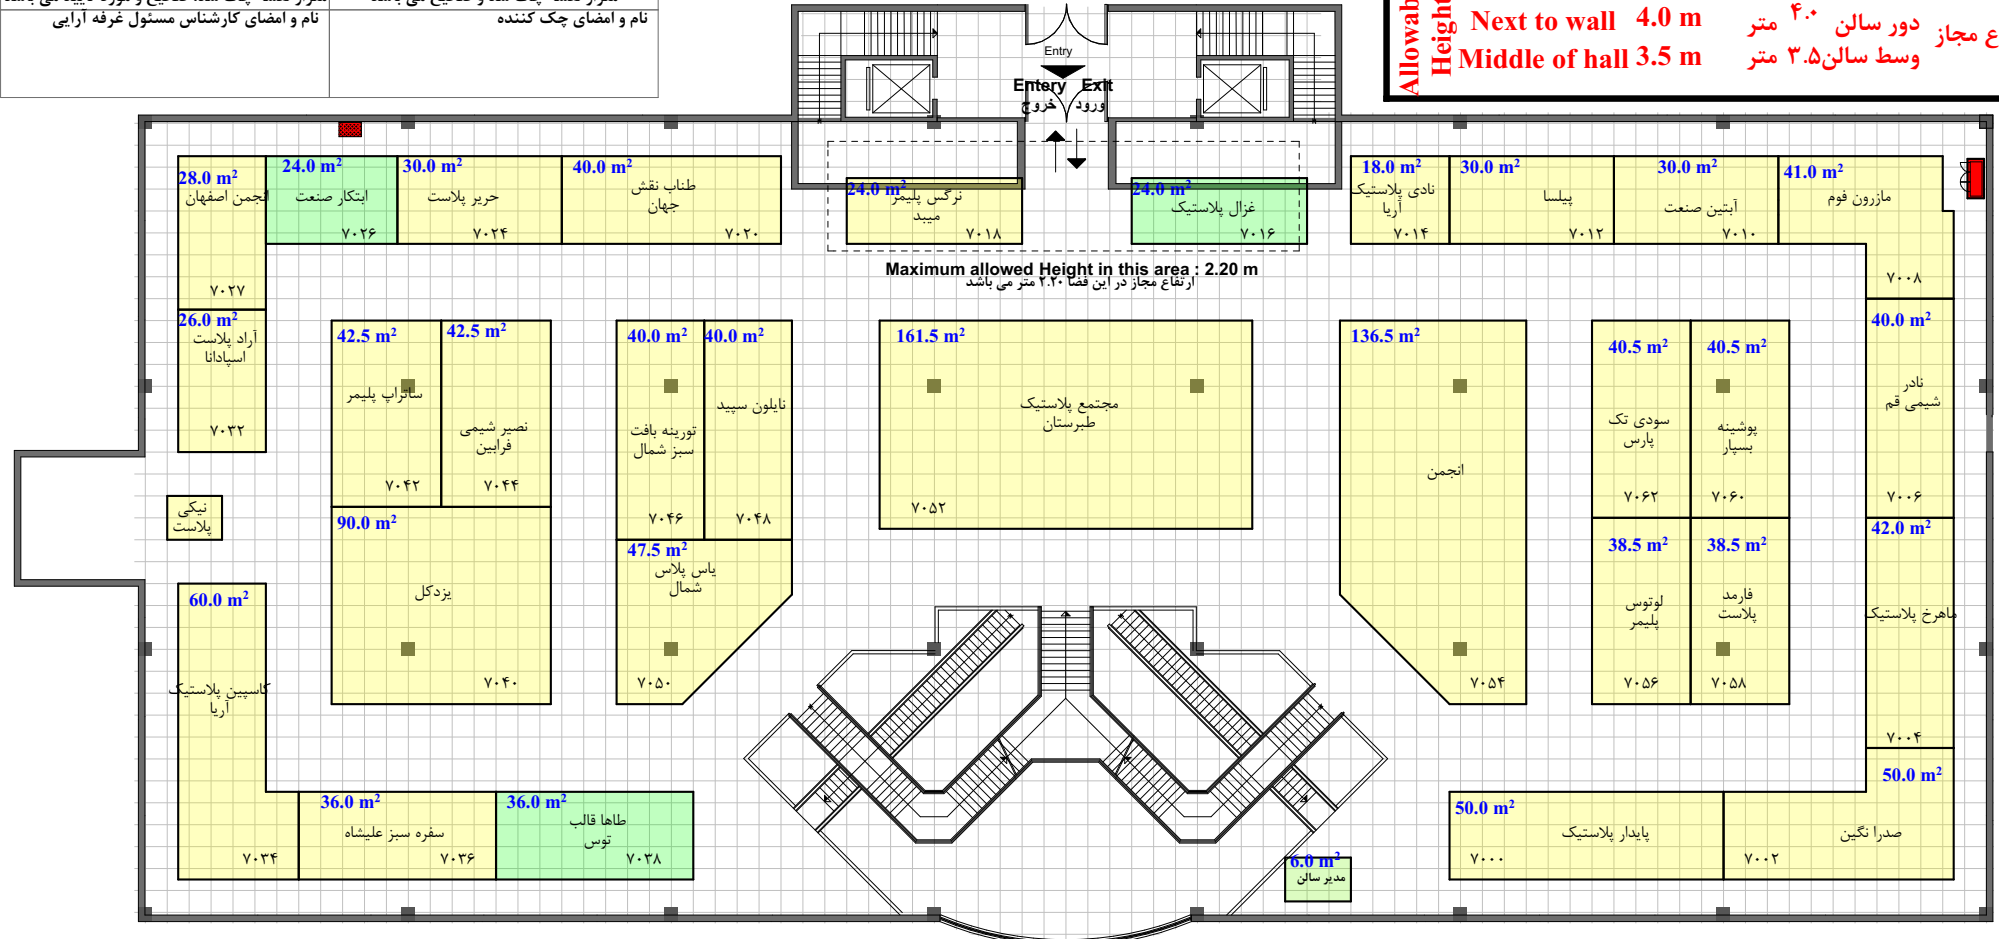 نام و امضای کارشناس مسئول غرفه آرایی
نام و امضای چک کننده
Allowab
Height
Next to wall 4.0 m
Middle of hall 3.5 m
ع مجاز
دور سالن ۴.۰ متر
وسط سالن ۳.۵ متر
Entry
Entery Exit
خروج ورود
28.0 m²
انجمن اصفهان
۷۰۲۷
24.0 m²
ابتکار صنعت
۷۰۲۶
30.0 m²
حریر پلاست
۷۰۲۴
40.0 m²
طناب نقش
جهان
۷۰۲۰
24.0 m²
نرگس پلیمر
میبد
۷۰۱۸
24.0 m²
غزال پلاستیک
۷۰۱۶
18.0 m²
نادی پلاستیک
آریا
۷۰۱۴
30.0 m²
پیلسا
۷۰۱۲
30.0 m²
آبتین صنعت
۷۰۱۰
41.0 m²
مازرون فوم
۷۰۰۸
Maximum allowed Height in this area : 2.20 m
ارتفاع مجاز در این فضا ۲.۲۰ متر می باشد
26.0 m²
آراد پلاست
اسپادانا
۷۰۳۲
42.5 m²
ساتراپ پلیمر
۷۰۴۲
42.5 m²
نصیر شیمی
فرابین
۷۰۴۴
40.0 m²
تورینه بافت
سبز شمال
۷۰۴۶
40.0 m²
نایلون سپید
۷۰۴۸
161.5 m²
مجتمع پلاستیک
طبرستان
۷۰۵۲
136.5 m²
انجمن
۷۰۵۴
40.5 m²
سودی تک
پارس
۷۰۶۲
40.5 m²
پوشینه
بسپار
۷۰۶۰
40.0 m²
نادر
شیمی قم
۷۰۰۶
نیکی
پلاست
90.0 m²
یزدکل
۷۰۴۰
47.5 m²
یاس پلاس
شمال
۷۰۵۰
38.5 m²
لوتوس
پلیمر
۷۰۵۶
38.5 m²
فارمد
پلاست
۷۰۵۸
42.0 m²
ماهرخ پلاستیک
۷۰۰۴
60.0 m²
کاسپین پلاستیک
آریا
۷۰۳۴
36.0 m²
سفره سبز علیشاه
۷۰۳۶
36.0 m²
طاها قالب
توس
۷۰۳۸
6.0 m²
مدیر سالن
50.0 m²
پایدار پلاستیک
۷۰۰۰
50.0 m²
صدرا نگین
۷۰۰۲